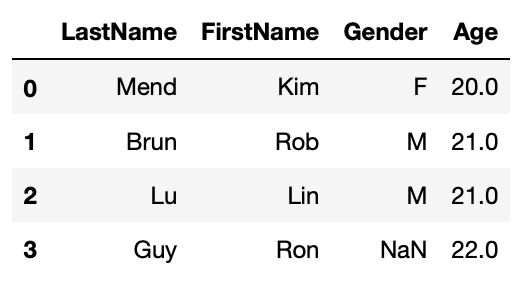 LastName FirstName Gender Age
0 Mend Kim F 20.0
1 Brun Rob M 21.0
2 Lu Lin M 21.0
3 Guy Ron NaN 22.0